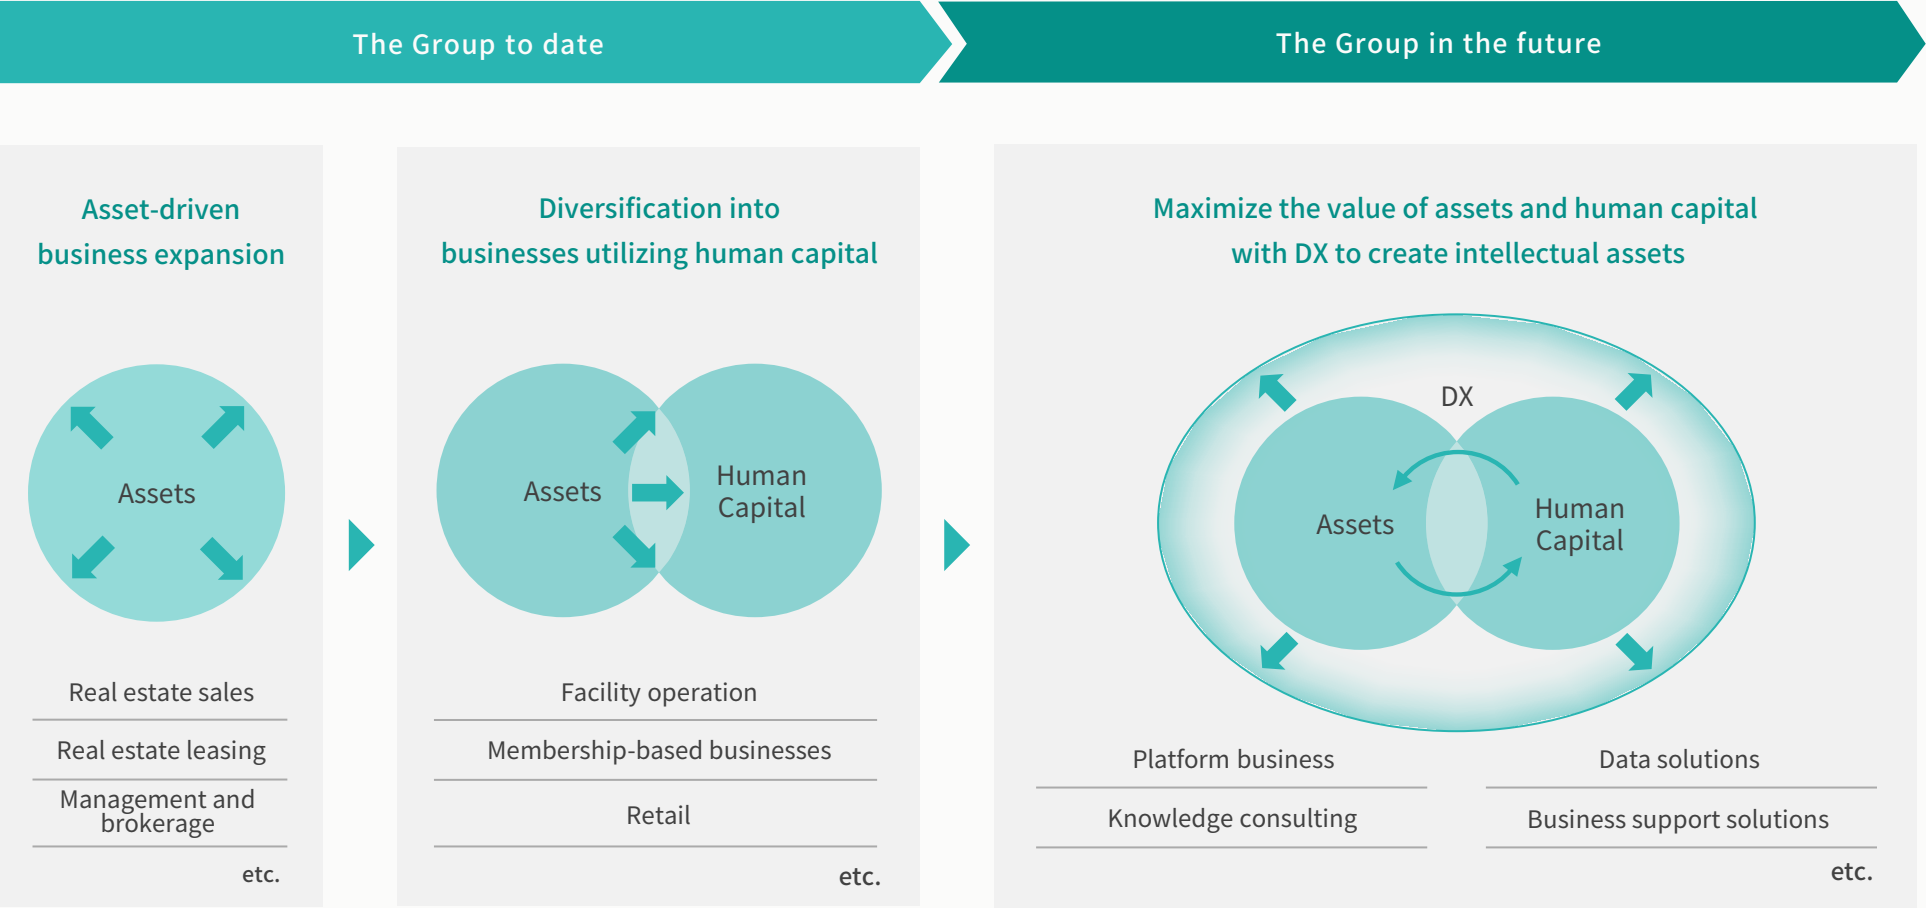 The Group to date
The Group in the future
Asset-driven
business expansion
Assets
Real estate sales
Real estate leasing
Management and
brokerage
etc.
Diversification into
businesses utilizing human capital
Assets
Human
Capital
Facility operation
Membership-based businesses
Retail
etc.
Maximize the value of assets and human capital
with DX to create intellectual assets
DX
Assets
Human
Capital
Platform business
Data solutions
Knowledge consulting
Business support solutions
etc.